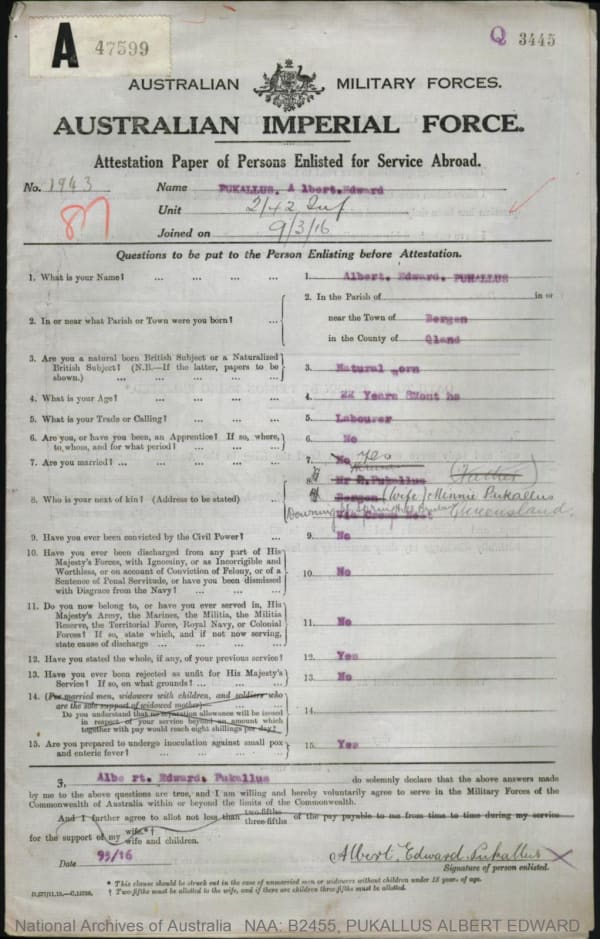 A 47599
Q 3445
AUSTRALIAN MILITARY FORCES.
AUSTRALIAN IMPERIAL FORCE.
Attestation Paper of Persons Enlisted for Service Abroad.
No. 1943 Name PUKALLUS, A lbert.Edward
87
Unit 2/42 Inf
Joined on 9/3/16
Questions to be put to the Person Enlisting before Attestation.
1. What is your Name? ... ... ... ... 1. Albert. Edward. PUKALLUS
2. In or near what Parish or Town were you born? ... 2. In the Parish of in or
near the Town of Bergen
in the County of Qland
3. Are you a natural born British Subject or a Naturalized
British Subject? (N.B.—If the latter, papers to be
shown.) ... ... ... ... 3. Natural born
4. What is your Age? ... ... ... ... 4. 22 Years 8Mont hs
5. What is your Trade or Calling? ... ... ... 5. Labourer
6. Are you, or have you been, an Apprentice? If so, where,
to whom, and for what period? ... ... ... 6. No
7. Are you married? ... ... ... ... 7. No Yes
8. Who is your next of kin? (Address to be stated) ... 8. Mr Pukallus (Father)
Bergen (Wife) Minnie Pukallus
Downing St Queensland.
9. Have you ever been convicted by the Civil Power? ... 9. No
10. Have you ever been discharged from any part of His
Majesty's Forces, with Ignominy, or as Incorrigible and
Worthless, or on account of Conviction of Felony, or of a
Sentence of Penal Servitude, or have you been dismissed
with Disgrace from the Navy? ... ... ... 10. No
11. Do you now belong to, or have you ever served in, His
Majesty's Army, the Marines, the Militia, the Militia
Reserve, the Territorial Force, Royal Navy, or Colonial
Forces? If so, state which, and if not now serving,
state cause of discharge ... ... ... ... 11. No
12. Have you stated the whole, if any, of your previous service? 12. Yes
13. Have you ever been rejected as unfit for His Majesty's
Service? If so, on what grounds? ... ... ... 13. No
14. (For married men, widowers with children, and soldiers who
are the sole support of widowed mother)—
Do you understand that no separation allowance will be issued
in respect of your service beyond an amount which
together with pay would reach eight shillings per day? 14.
15. Are you prepared to undergo inoculation against small pox
and enteric fever? ... ... ... ... 15. Yes
I, Albe rt. Edward. Pukallus do solemnly declare that the above answers made
by me to the above questions are true, and I am willing and hereby voluntarily agree to serve in the Military Forces of the
Commonwealth of Australia within or beyond the limits of the Commonwealth.
And I further agree to allot not less than two-fifths three-fifths of the pay payable to me from time to time during my service
for the support of my wife.*† wife and children.
Date 93/16 Albert, Edward Pukallus X
Signature of person enlisted.
* This clause should be struck out in the case of unmarried men or widowers without children under 18 years of age.
† Two-fifths must be allotted to the wife, and if there are children three-fifths must be allotted.
National Archives of Australia NAA: B2455, PUKALLUS ALBERT EDWARD